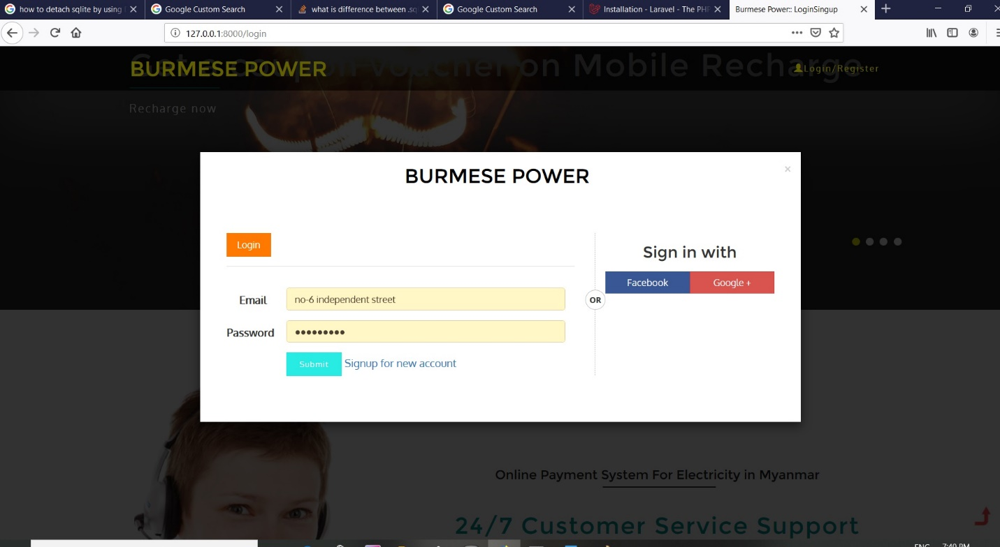 how to detach sqlite by using
Google Custom Search
what is difference between .sq
Google Custom Search
Installation - Laravel - The PHP
Burmese Power:: LoginSingup
127.0.0.1:8000/login
Get a coupon voucher on Mobile Recharge
BURMESE POWER
Login/Register
Recharge now
BURMESE POWER
×
Login
Sign in with
Facebook
Google +
Email
no-6 independent street
OR
Password
•••••••••
Submit
Signup for new account
Online Payment System For Electricity in Myanmar
24/7 Customer Service Support
ENG
7:40 PM